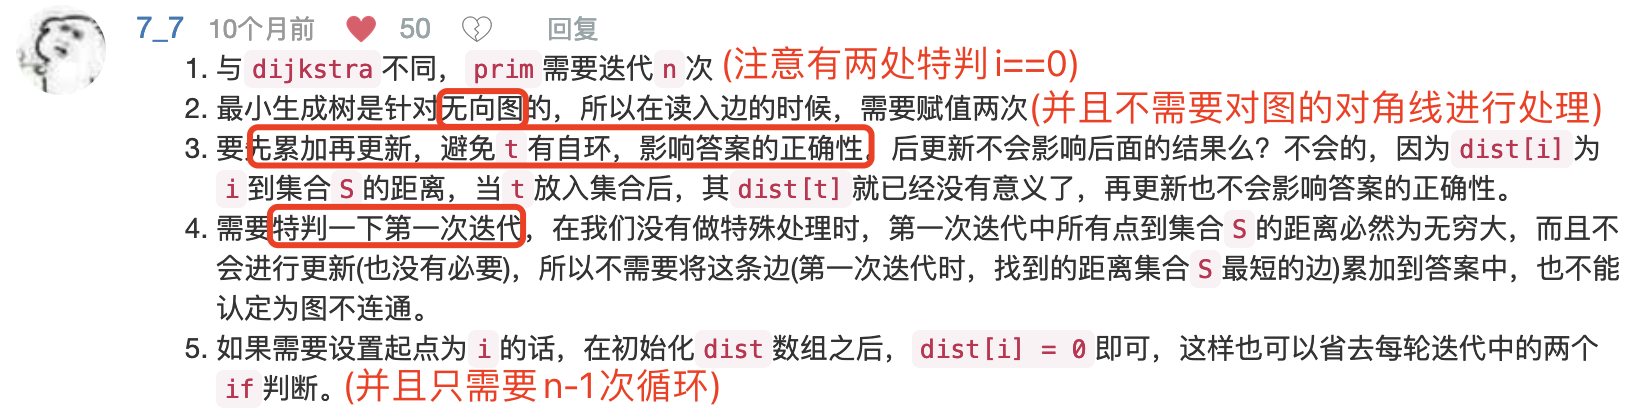 7_7 10个月前 50 回复
1. 与 dijkstra 不同，prim 需要迭代 n 次 (注意有两处特判i==0)
2. 最小生成树是针对无向图的，所以在读入边的时候，需要赋值两次(并且不需要对图的对角线进行处理)
3. 要先累加再更新，避免 t 有自环，影响答案的正确性。后更新不会影响后面的结果么？不会的，因为 dist[i] 为
i 到集合 S 的距离，当 t 放入集合后，其 dist[t] 就已经没有意义了，再更新也不会影响答案的正确性。
4. 需要特判一下第一次迭代，在我们没有做特殊处理时，第一次迭代中所有点到集合 S 的距离必然为无穷大，而且不
会进行更新(也没有必要)，所以不需要将这条边(第一次迭代时，找到的距离集合 S 最短的边)累加到答案中，也不能
认定为图不连通。
5. 如果需要设置起点为 i 的话，在初始化 dist 数组之后，dist[i] = 0 即可，这样也可以省去每轮迭代中的两个
if 判断。(并且只需要n-1次循环)